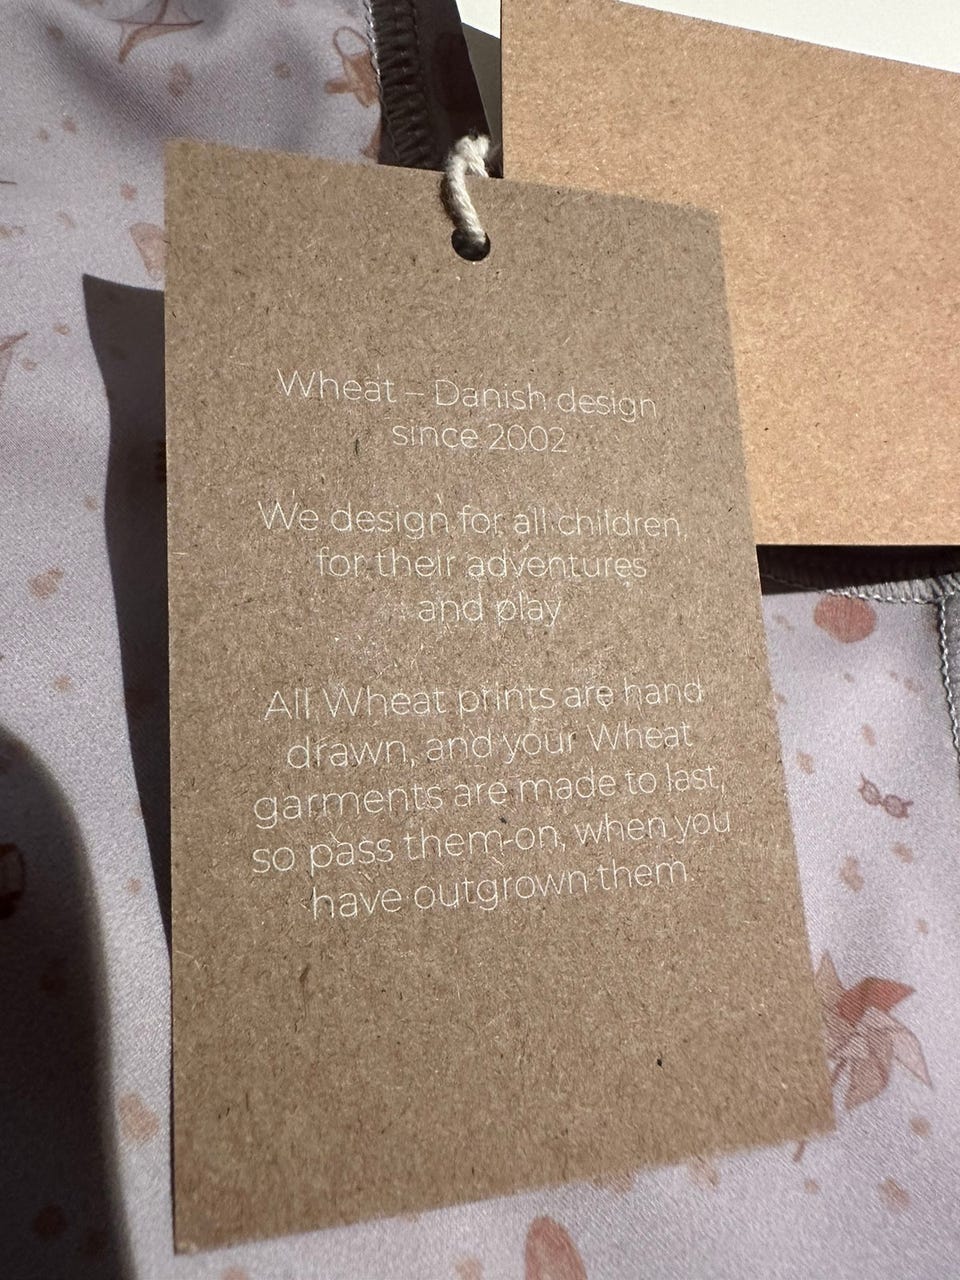 Wheat – Danish design
since 2002
We design for all children,
for their adventures
and play
All Wheat prints are hand
drawn, and your Wheat
garments are made to last,
so pass them-on, when you
have outgrown them.